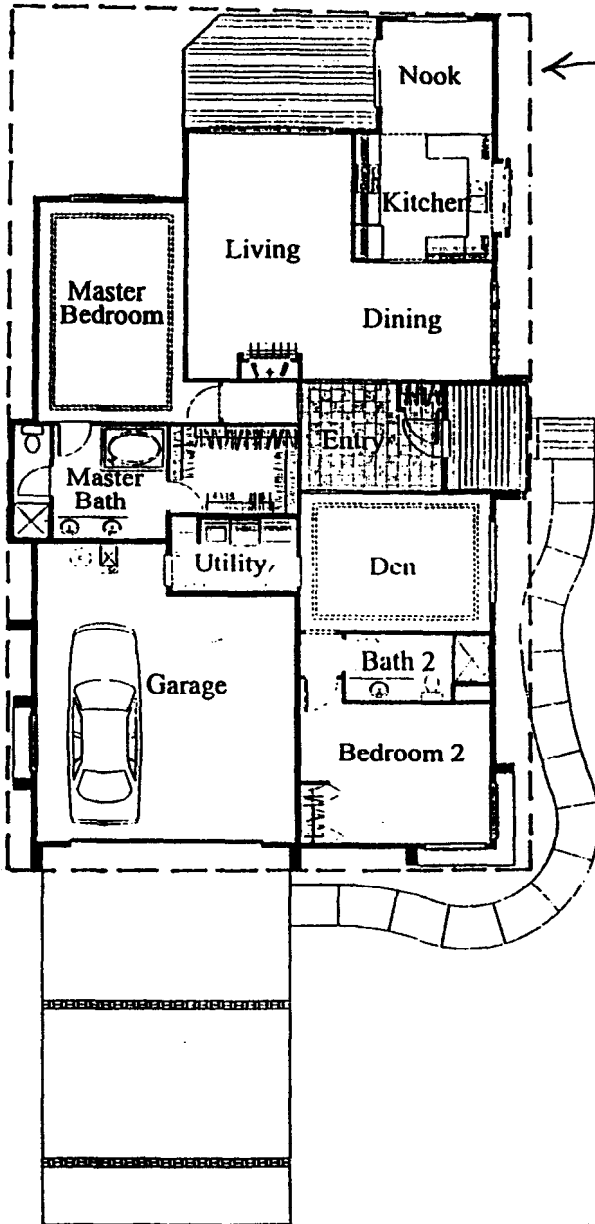 Nook
Kitchen
Living
Master
Bedroom
Dining
Entry
Master
Bath
Utility
Den
Bath 2
Garage
Bedroom 2